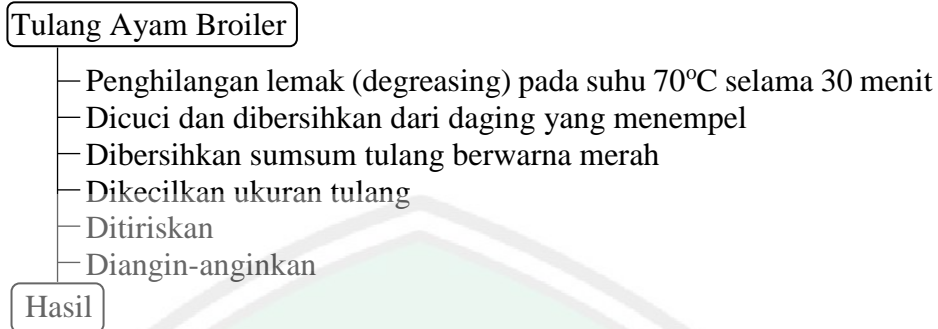 Tulang Ayam Broiler
Penghilangan lemak (degreasing) pada suhu 70°C selama 30 menit
Dicuci dan dibersihkan dari daging yang menempel
Dibersihkan sumsum tulang berwarna merah
Dikecilkan ukuran tulang
Ditiriskan
Diangin-anginkan
Hasil